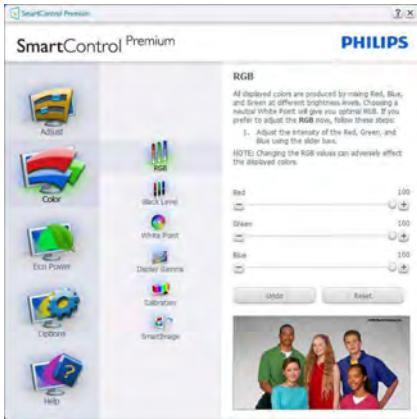 SmartControl Premium
? ×
SmartControl Premium
PHILIPS
Adjust
Color
Eco Power
Options
Help
RGB
Black Level
White Point
Display Gamma
Calibration
SmartImage
RGB
All displayed colors are produced by mixing Red, Blue,
and Green at different brightness levels. Choosing a
neutral White Point will give you optimal RGB. If you
prefer to adjust the RGB now, follow these steps:
1. Adjust the intensity of the Red, Green, and
Blue using the slider bars.
NOTE: Changing the RGB values can adversely effect
the displayed colors.
Red 100
Green 100
Blue 100
Undo Reset